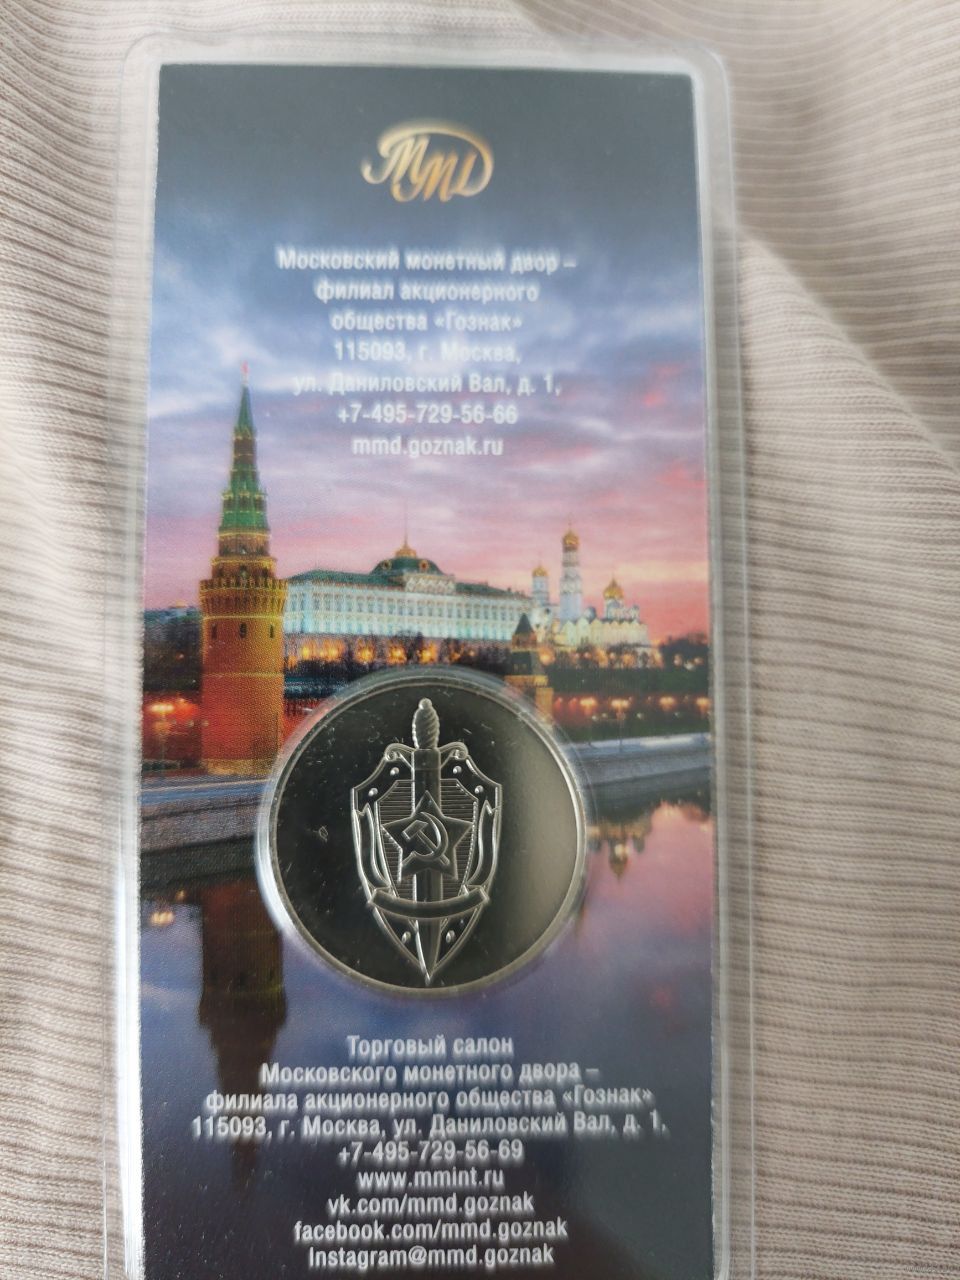 ММД
Московский монетный двор –
филиал акционерного
общества «Гознак»
115093, г. Москва,
ул. Даниловский Вал, д. 1,
+7-495-729-56-66
mmd.goznak.ru
Торговый салон
Московского монетного двора –
филиала акционерного общества «Гознак»
115093, г. Москва, ул. Даниловский Вал, д. 1,
+7-495-729-56-69
www.mmint.ru
vk.com/mmd.goznak
facebook.com/mmd.goznak
Instagram@mmd.goznak